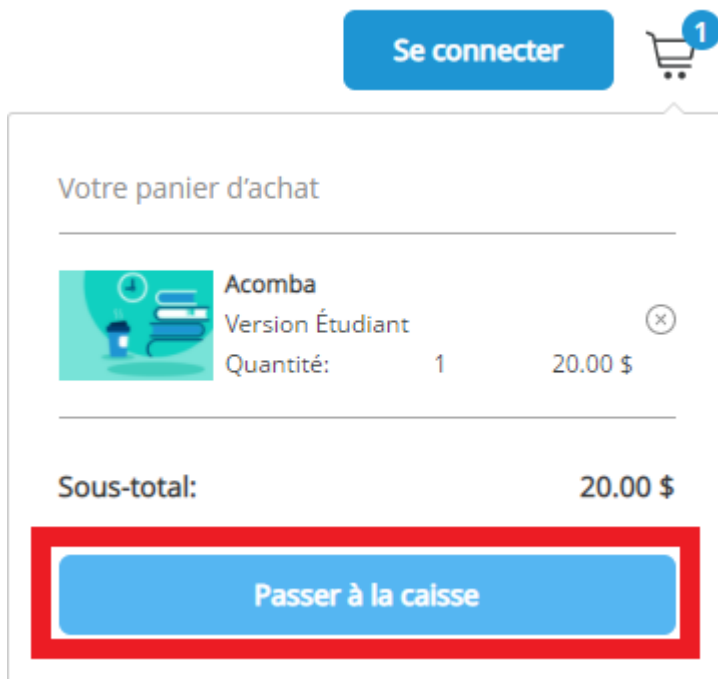 Se connecter
1
Votre panier d'achat
Acomba
Version Étudiant
Quantité: 1 20.00 $
Sous-total: 20.00 $
Passer à la caisse